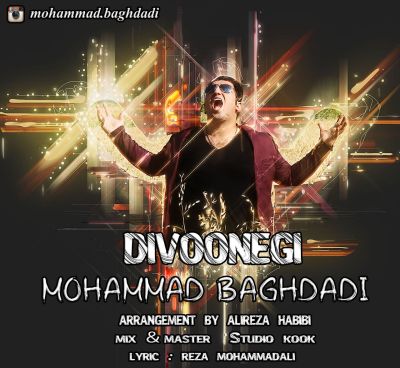 mohammad.baghdadi
DIVOONEGI
MOHAMMAD BAGHDADI
ARRANGEMENT BY ALIREZA HABIBI
MIX & MASTER STUDIO KOOK
LYRIC : REZA MOHAMMADALI